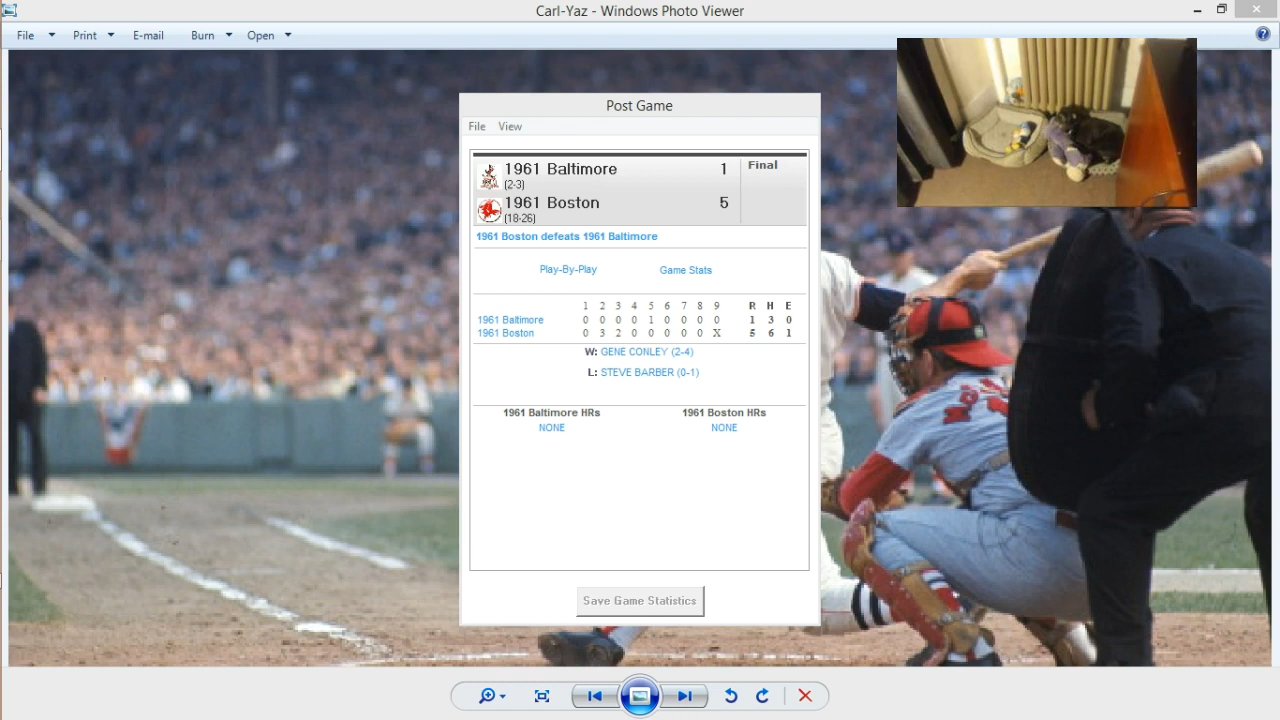 Carl-Yaz - Windows Photo Viewer
File Print E-mail Burn Open
Post Game
File View
1961 Baltimore 1 Final
(2-3)
1961 Boston 5
(18-26)
1961 Boston defeats 1961 Baltimore
Play-By-Play Game Stats
1 2 3 4 5 6 7 8 9 R H E
1961 Baltimore 0 0 0 0 1 0 0 0 0 1 3 0
1961 Boston 0 3 2 0 0 0 0 0 X 5 6 1
W: GENE CONLEY (2-4)
L: STEVE BARBER (0-1)
1961 Baltimore HRs 1961 Boston HRs
NONE NONE
Save Game Statistics